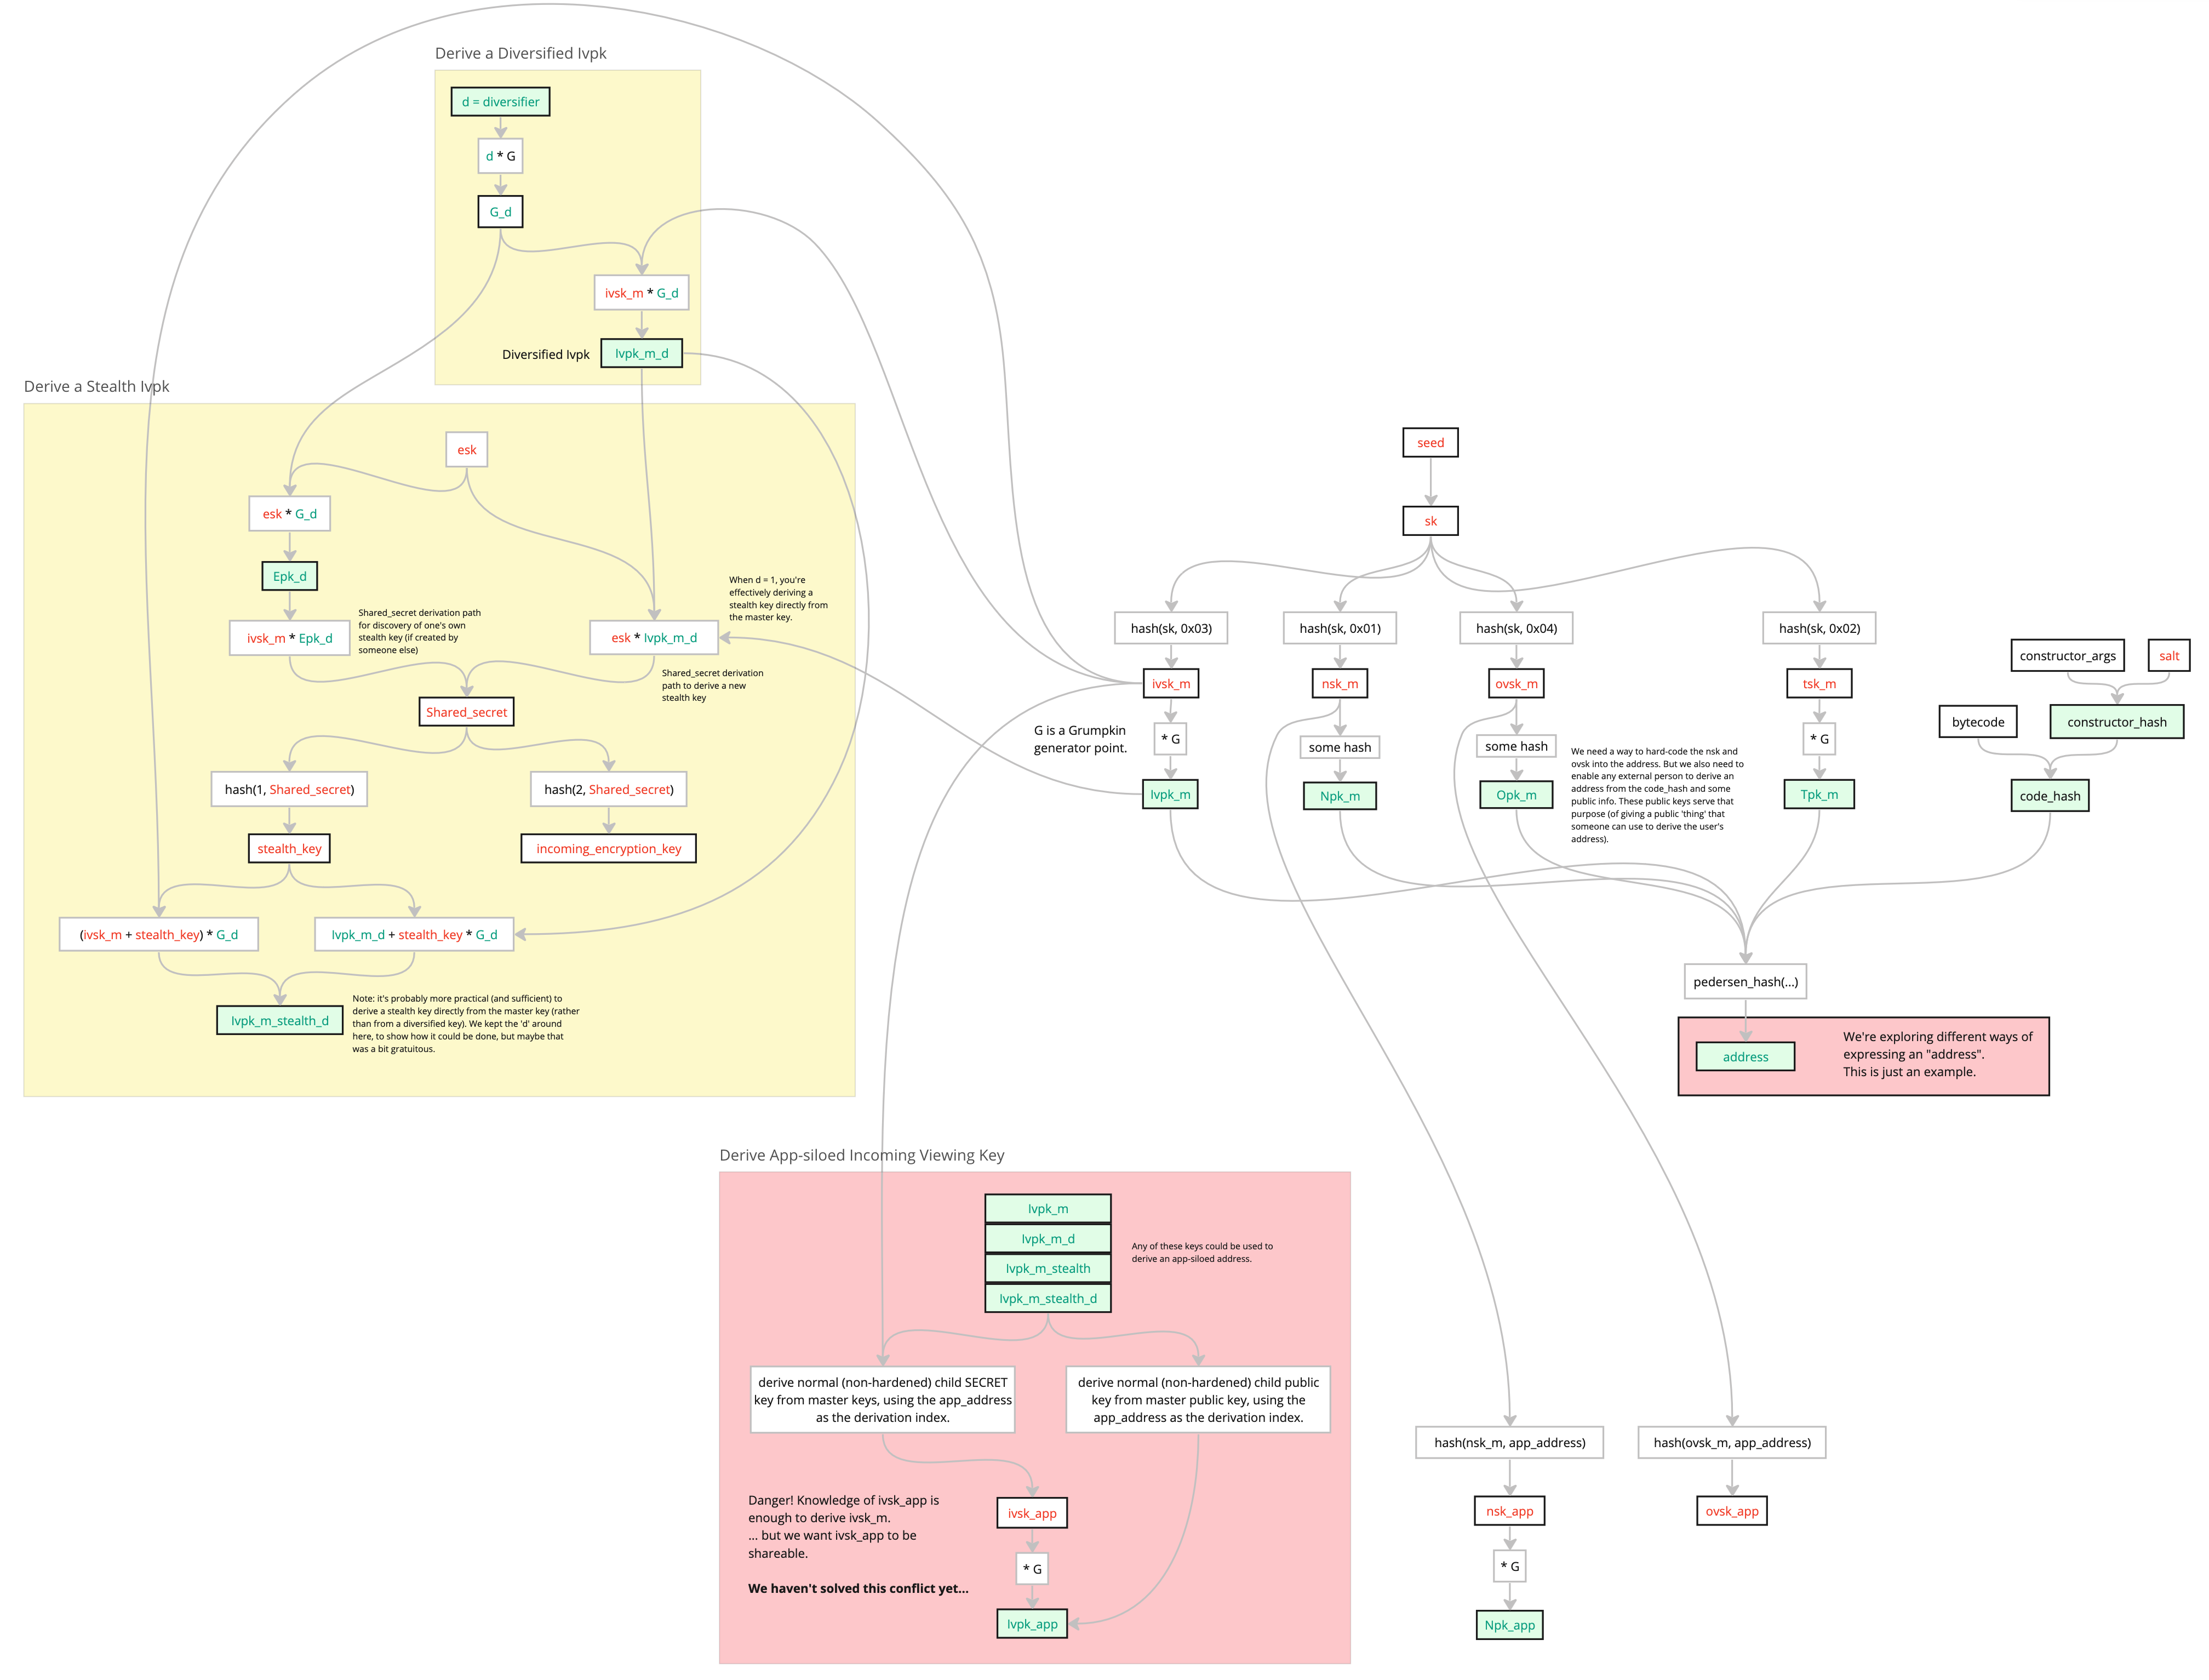 Derive a Diversified Ivpk
d = diversifier
d * G
G_d
ivsk_m * G_d
Diversified Ivpk
Ivpk_m_d
Derive a Stealth Ivpk
esk
esk * G_d
Epk_d
ivsk_m * Epk_d
Shared_secret derivation path
for discovery of one's own
stealth key (if created by
someone else)
esk * Ivpk_m_d
When d = 1, you're
effectively deriving a
stealth key directly from
the master key.
Shared_secret derivation
path to derive a new
stealth key
Shared_secret
hash(1, Shared_secret)
hash(2, Shared_secret)
stealth_key
incoming_encryption_key
(ivsk_m + stealth_key) * G_d
Ivpk_m_d + stealth_key * G_d
Ivpk_m_stealth_d
Note: it's probably more practical (and sufficient) to
derive a stealth key directly from the master key (rather
than from a diversified key). We kept the 'd' around
here, to show how it could be done, but maybe that
was a bit gratuitous.
seed
sk
hash(sk, 0x03)
hash(sk, 0x01)
hash(sk, 0x04)
hash(sk, 0x02)
ivsk_m
nsk_m
ovsk_m
tsk_m
constructor_args
salt
bytecode
constructor_hash
G is a Grumpkin
generator point.
* G
some hash
some hash
* G
Ivpk_m
Npk_m
Opk_m
We need a way to hard-code the nsk and
ovsk into the address. But we also need to
enable any external person to derive an
address from the code_hash and some
public info. These public keys serve that
purpose (of giving a public 'thing' that
someone can use to derive the user's
address).
Tpk_m
code_hash
pedersen_hash(...)
address
We're exploring different ways of
expressing an "address".
This is just an example.
Derive App-siloed Incoming Viewing Key
Ivpk_m
Ivpk_m_d
Ivpk_m_stealth
Ivpk_m_stealth_d
Any of these keys could be used to
derive an app-siloed address.
derive normal (non-hardened) child SECRET
key from master keys, using the app_address
as the derivation index.
derive normal (non-hardened) child public
key from master public key, using the
app_address as the derivation index.
Danger! Knowledge of ivsk_app is
enough to derive ivsk_m.
... but we want ivsk_app to be
shareable.
We haven't solved this conflict yet...
ivsk_app
* G
Ivpk_app
hash(nsk_m, app_address)
hash(ovsk_m, app_address)
nsk_app
ovsk_app
* G
Npk_app